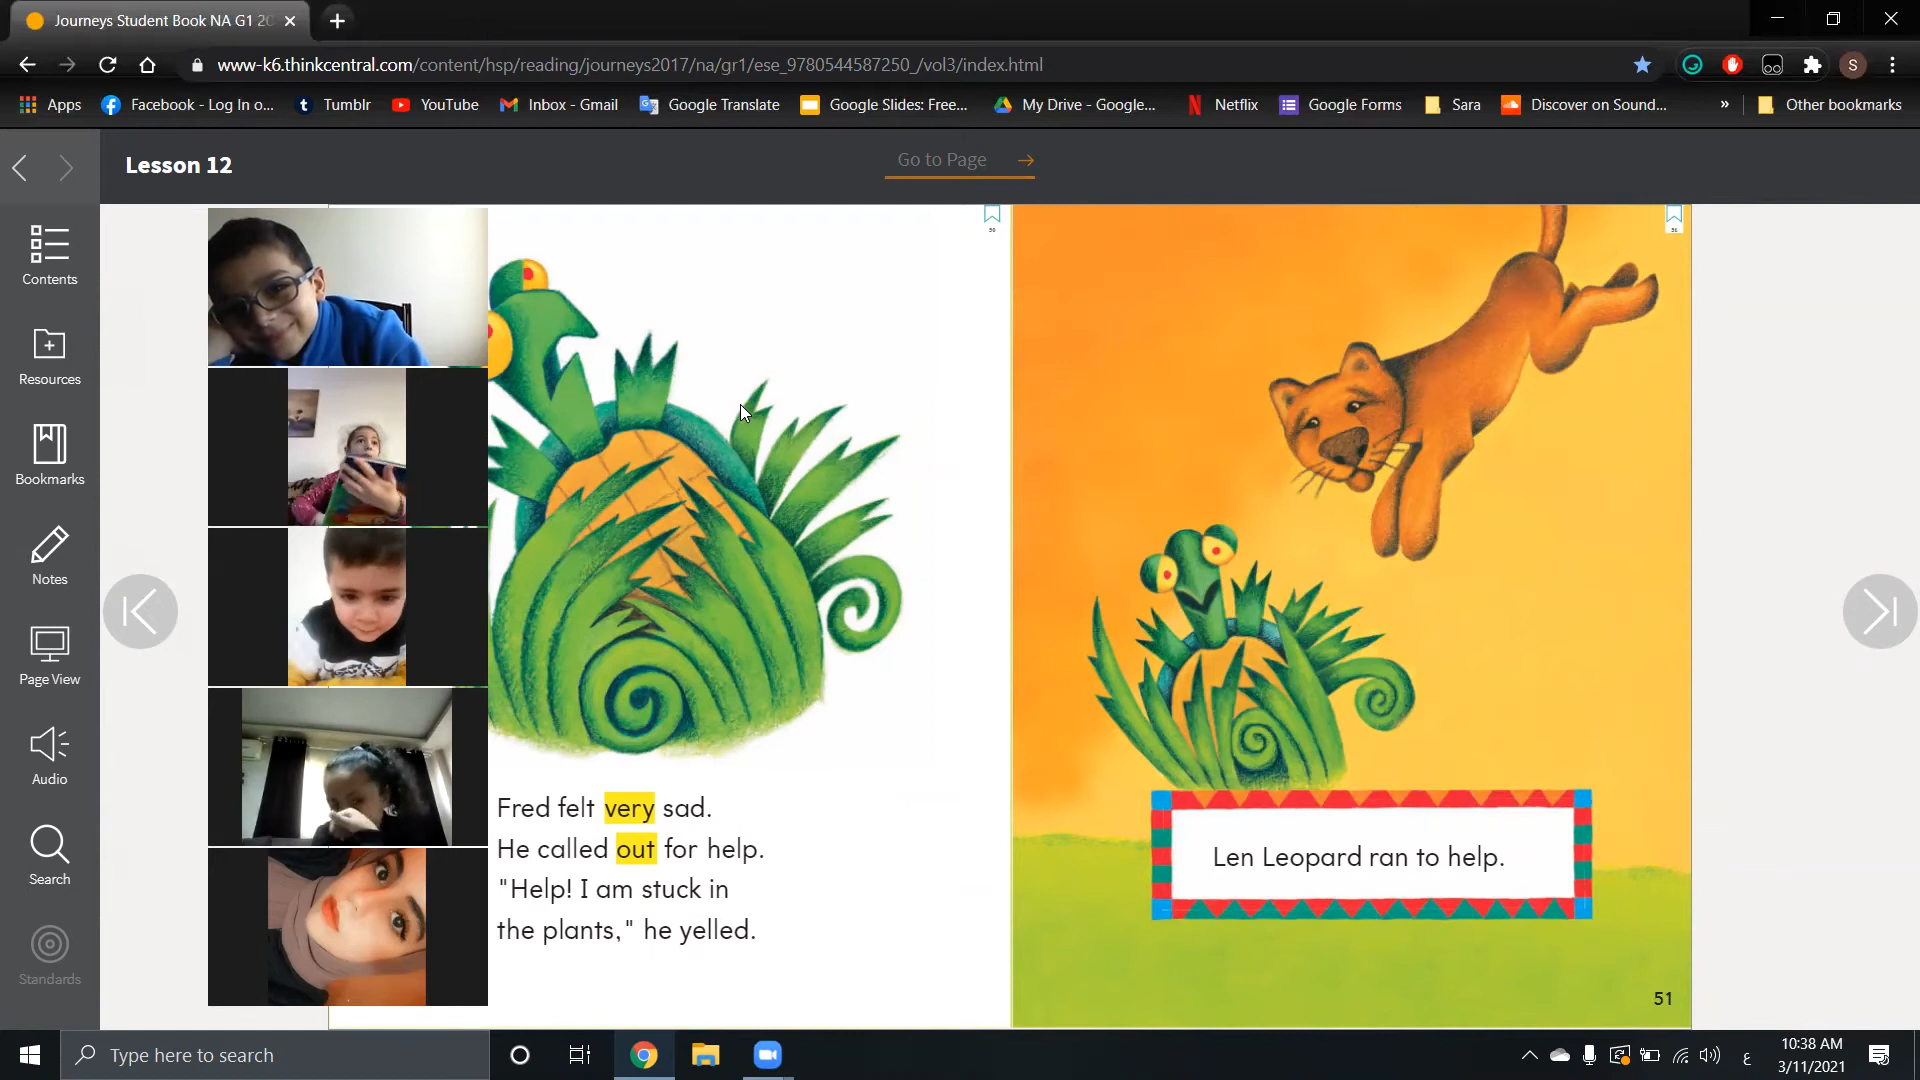 Journeys Student Book NA G1 20
www-k6.thinkcentral.com/content/hsp/reading/journeys2017/na/gr1/ese_9780544587250_/vol3/index.html
S
Apps Facebook - Log In o... Tumblr YouTube Inbox - Gmail Google Translate Google Slides: Free... My Drive - Google... Netflix Google Forms Sara Discover on Sound... » Other bookmarks
Lesson 12
Go to Page
Contents
Resources
Bookmarks
Notes
Page View
Audio
Search
Standards
50
Fred felt very sad.
He called out for help.
"Help! I am stuck in
the plants," he yelled.
51
Len Leopard ran to help.
51
Type here to search
ع
10:38 AM
3/11/2021